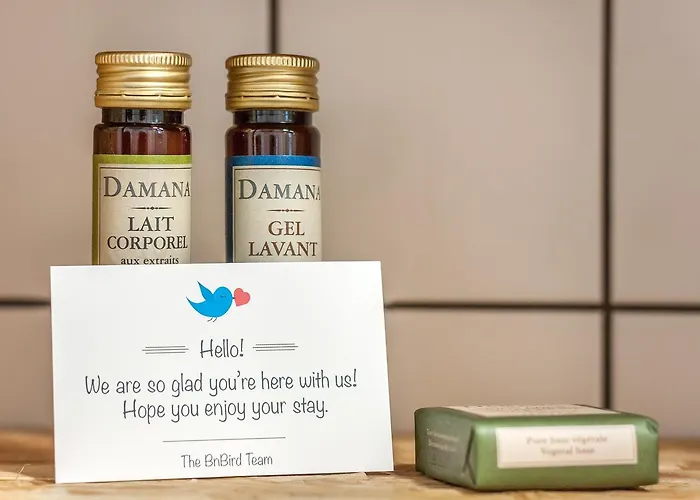 DAMANA
LAIT
CORPOREL
aux extraits
DAMANA
GEL
LAVANT
Hello!
We are so glad you're here with us!
Hope you enjoy your stay.
The BnBird Team
Pure base végétale
Vegetal base